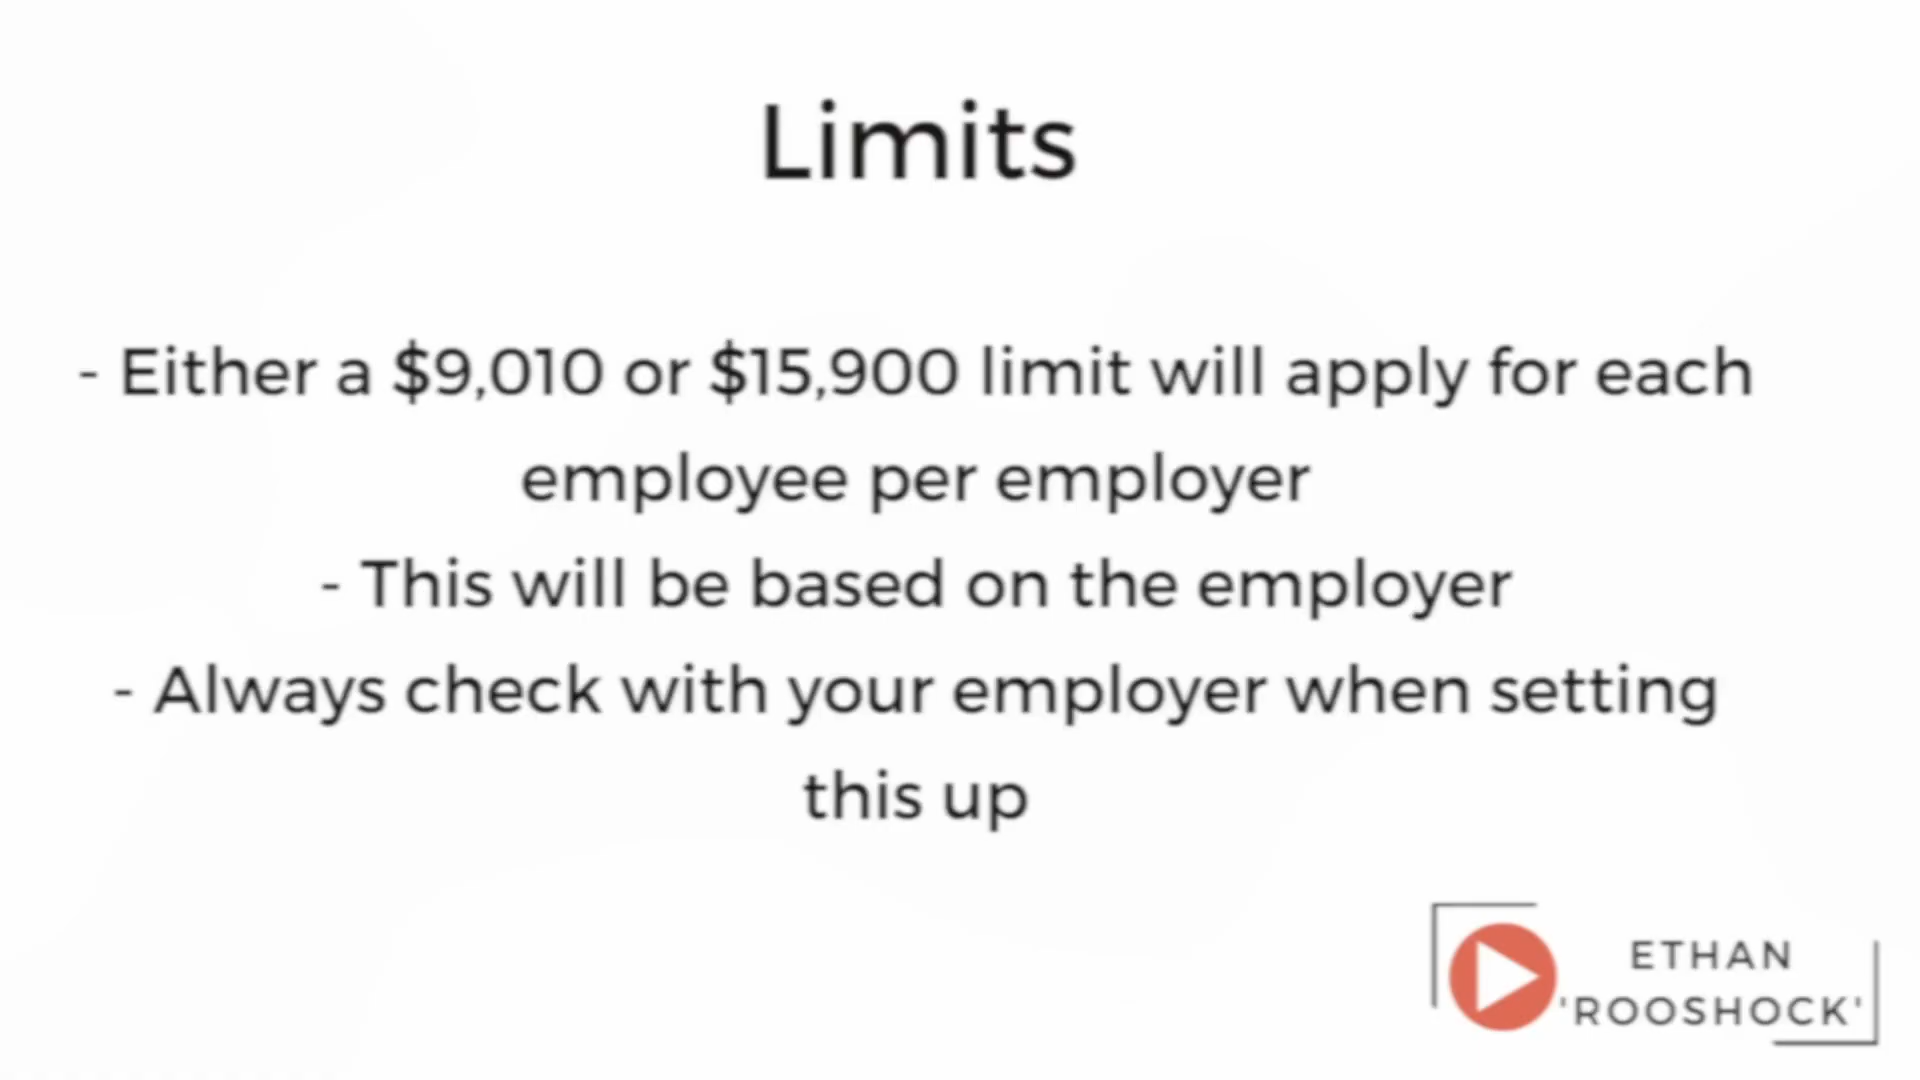 Limits
- Either a $9,010 or $15,900 limit will apply for each
employee per employer
- This will be based on the employer
- Always check with your employer when setting
this up
ETHAN
'ROOSHOCK'